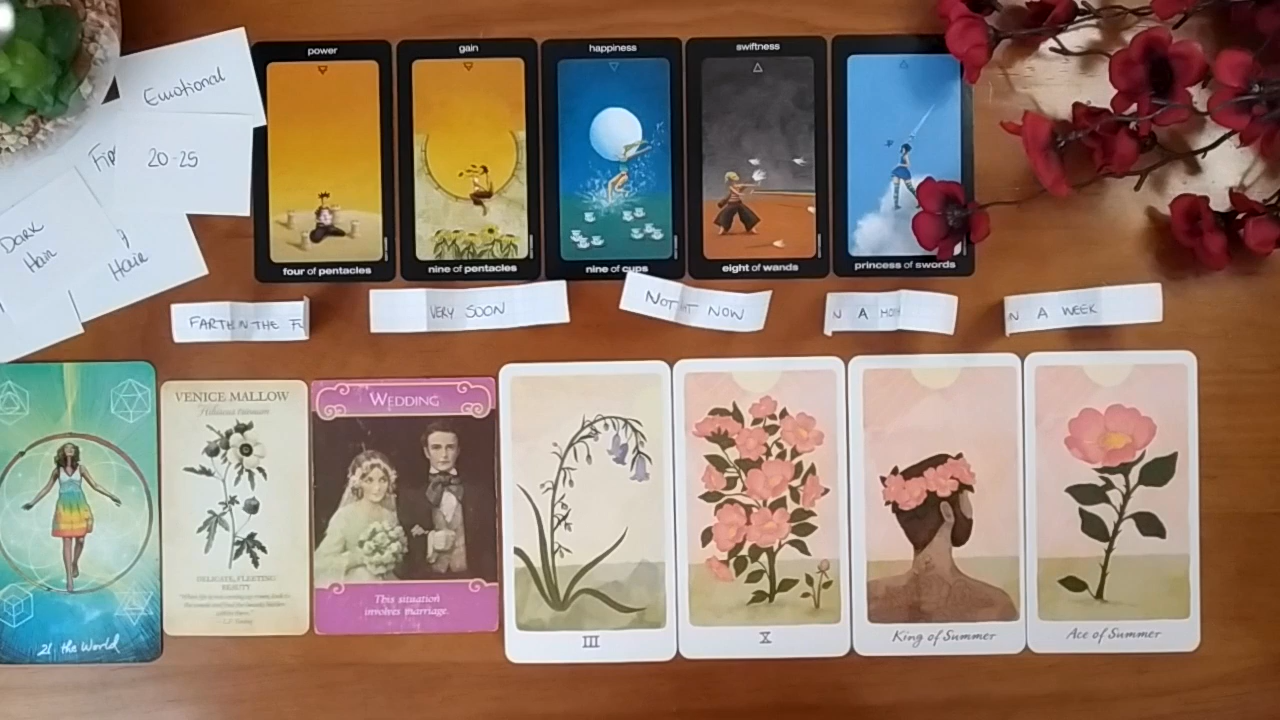 Emotional
20-25
Dark
Hair
Hair
power
gain
happiness
swiftness
four of pentacles
nine of pentacles
nine of cups
eight of wands
princess of swords
VERY SOON
NOT NOW
N A WEEK
VENICE MALLOW
DELICATE, FLEETING
BEAUTY
WEDDING
This situation
involves marriage.
21 the World
III
X
King of Summer
Ace of Summer